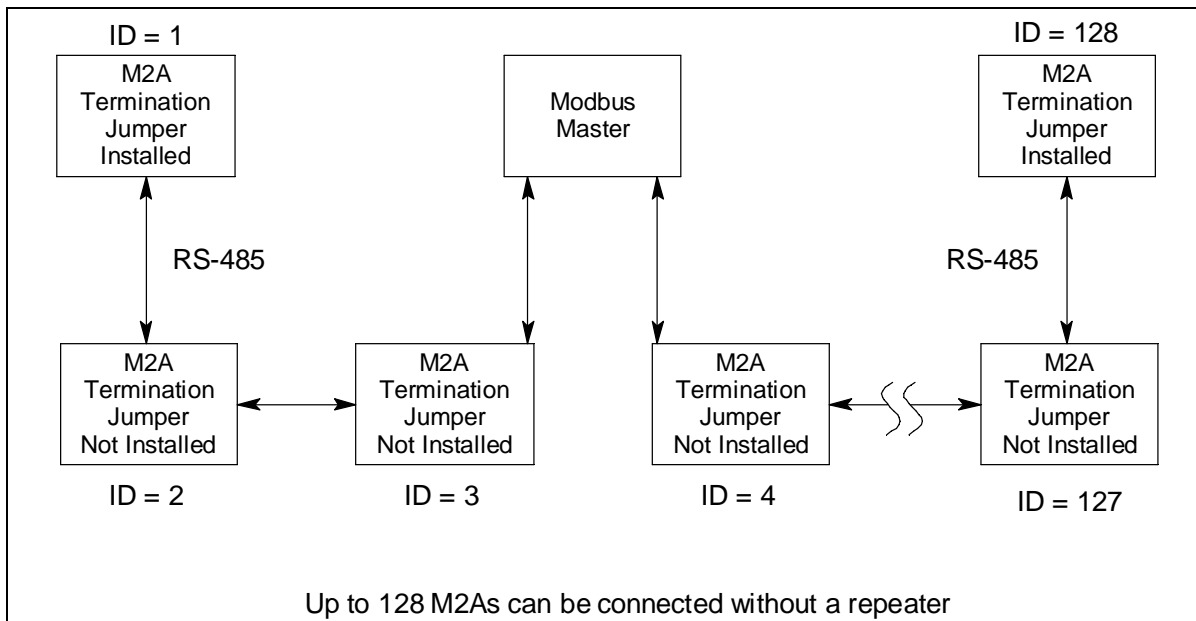 ID = 1
M2A
Termination
Jumper
Installed
Modbus
Master
ID = 128
M2A
Termination
Jumper
Installed
RS-485
RS-485
M2A
Termination
Jumper
Not Installed
ID = 2
M2A
Termination
Jumper
Not Installed
ID = 3
M2A
Termination
Jumper
Not Installed
ID = 4
M2A
Termination
Jumper
Not Installed
ID = 127
Up to 128 M2As can be connected without a repeater